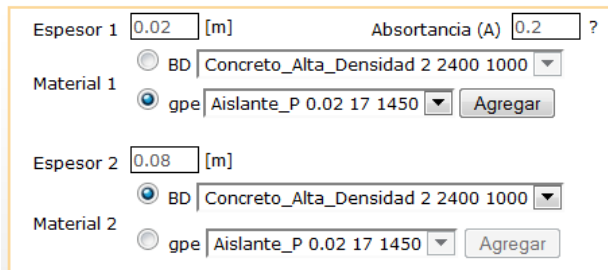 Espesor 1 0.02 [m] Absortancia (A) 0.2 ?
BD Concreto_Alta_Densidad 2 2400 1000
Material 1
gpe Aislante_P 0.02 17 1450 Agregar
Espesor 2 0.08 [m]
BD Concreto_Alta_Densidad 2 2400 1000
Material 2
gpe Aislante_P 0.02 17 1450 Agregar